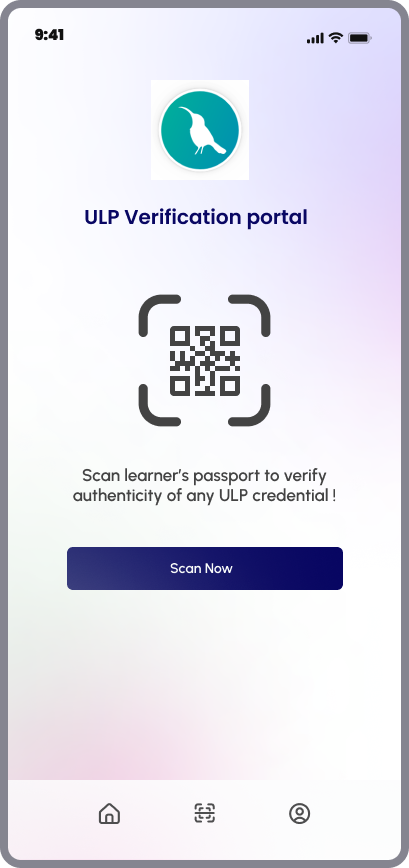 9:41
ULP Verification portal
Scan learner’s passport to verify
authenticity of any ULP credential !
Scan Now